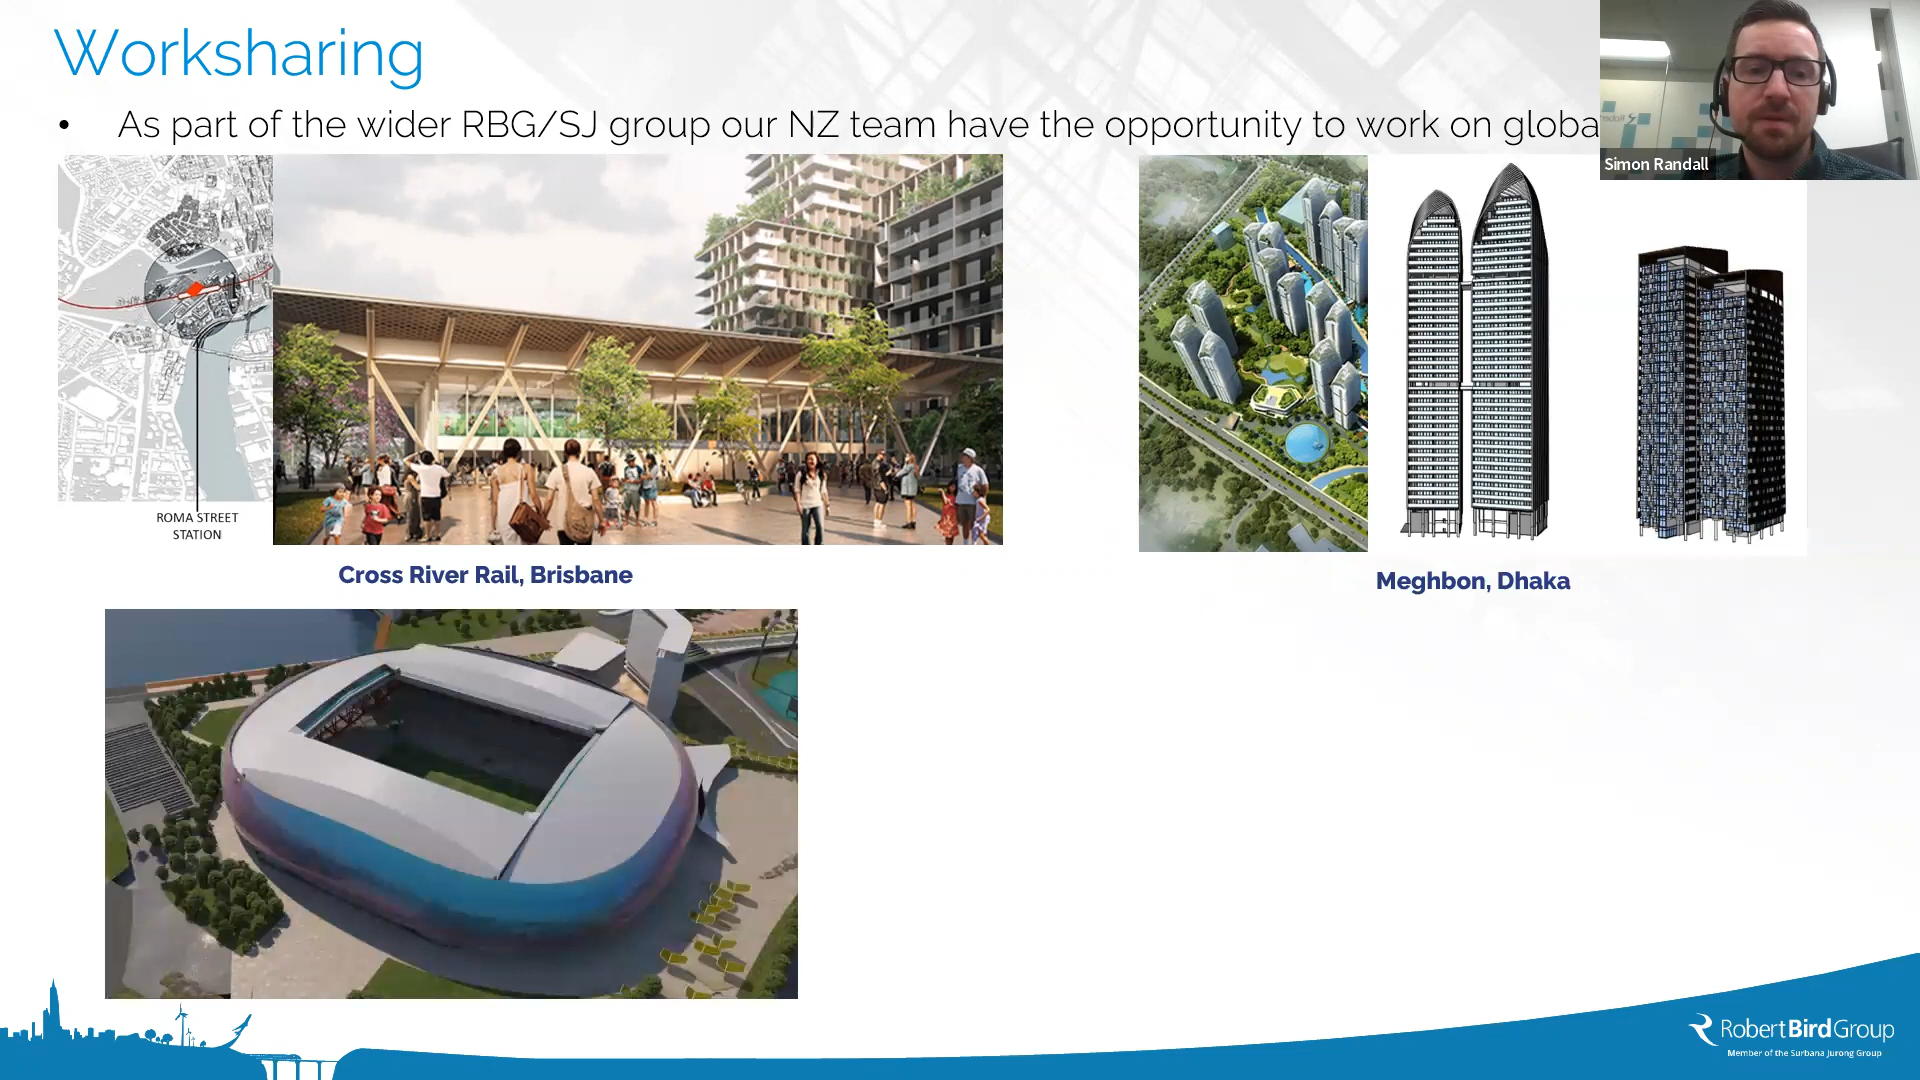 Worksharing
• As part of the wider RBG/SJ group our NZ team have the opportunity to work on globa
Simon Randall
ROMA STREET
STATION
Cross River Rail, Brisbane
Meghbon, Dhaka
RobertBirdGroup
Member of the Surbana Jurong Group